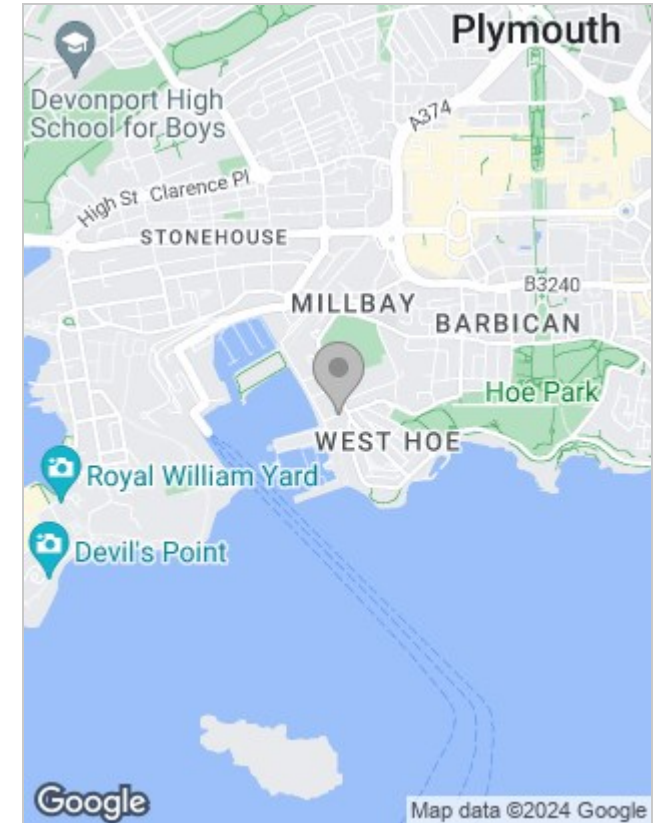 Plymouth
Devonport High
School for Boys
A374
High St
Clarence Pl
STONEHOUSE
B3240
MILLBAY
BARBICAN
Hoe Park
WEST HOE
Royal William Yard
Devil's Point
Google
Map data ©2024 Google